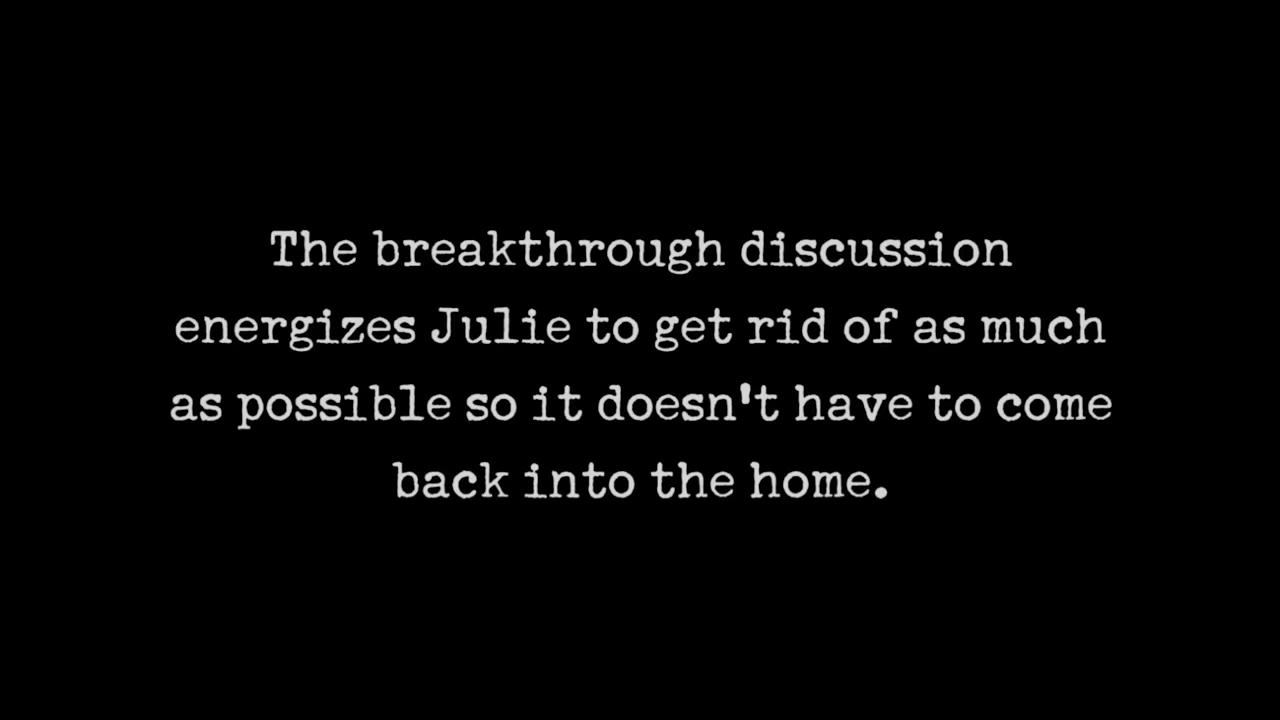 The breakthrough discussion
energizes Julie to get rid of as much
as possible so it doesn't have to come
back into the home.